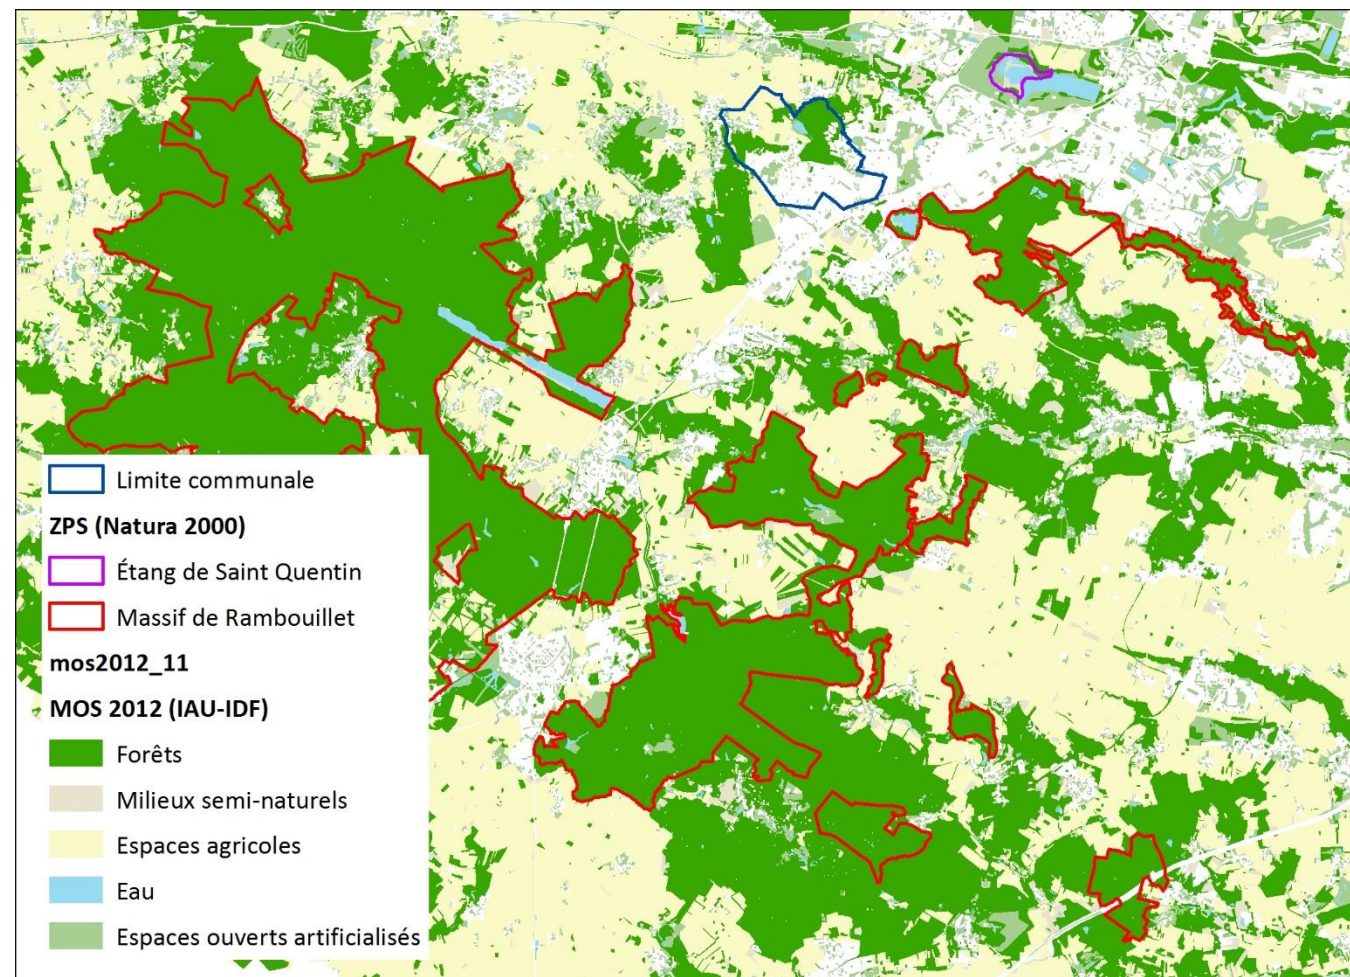 Limite communale
ZPS (Natura 2000)
Étang de Saint Quentin
Massif de Rambouillet
mos2012_11
MOS 2012 (IAU-IDF)
Forêts
Milieux semi-naturels
Espaces agricoles
Eau
Espaces ouverts artificialisés